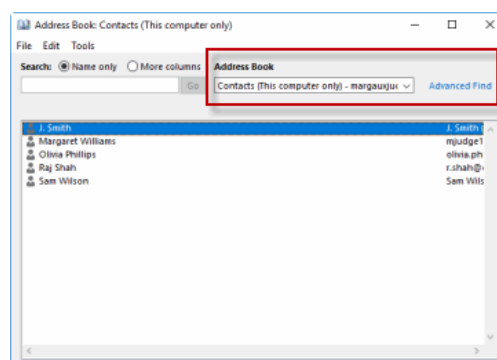 Address Book: Contacts (This computer only)
File Edit Tools
Search: Name only More columns Address Book
Go Contacts (This computer only) - margauxjuc Advanced Find
J. Smith J. Smith (
Margaret Williams mjudge1
Olivia Phillips olivia.ph
Raj Shah r.shah@
Sam Wilson Sam Wils